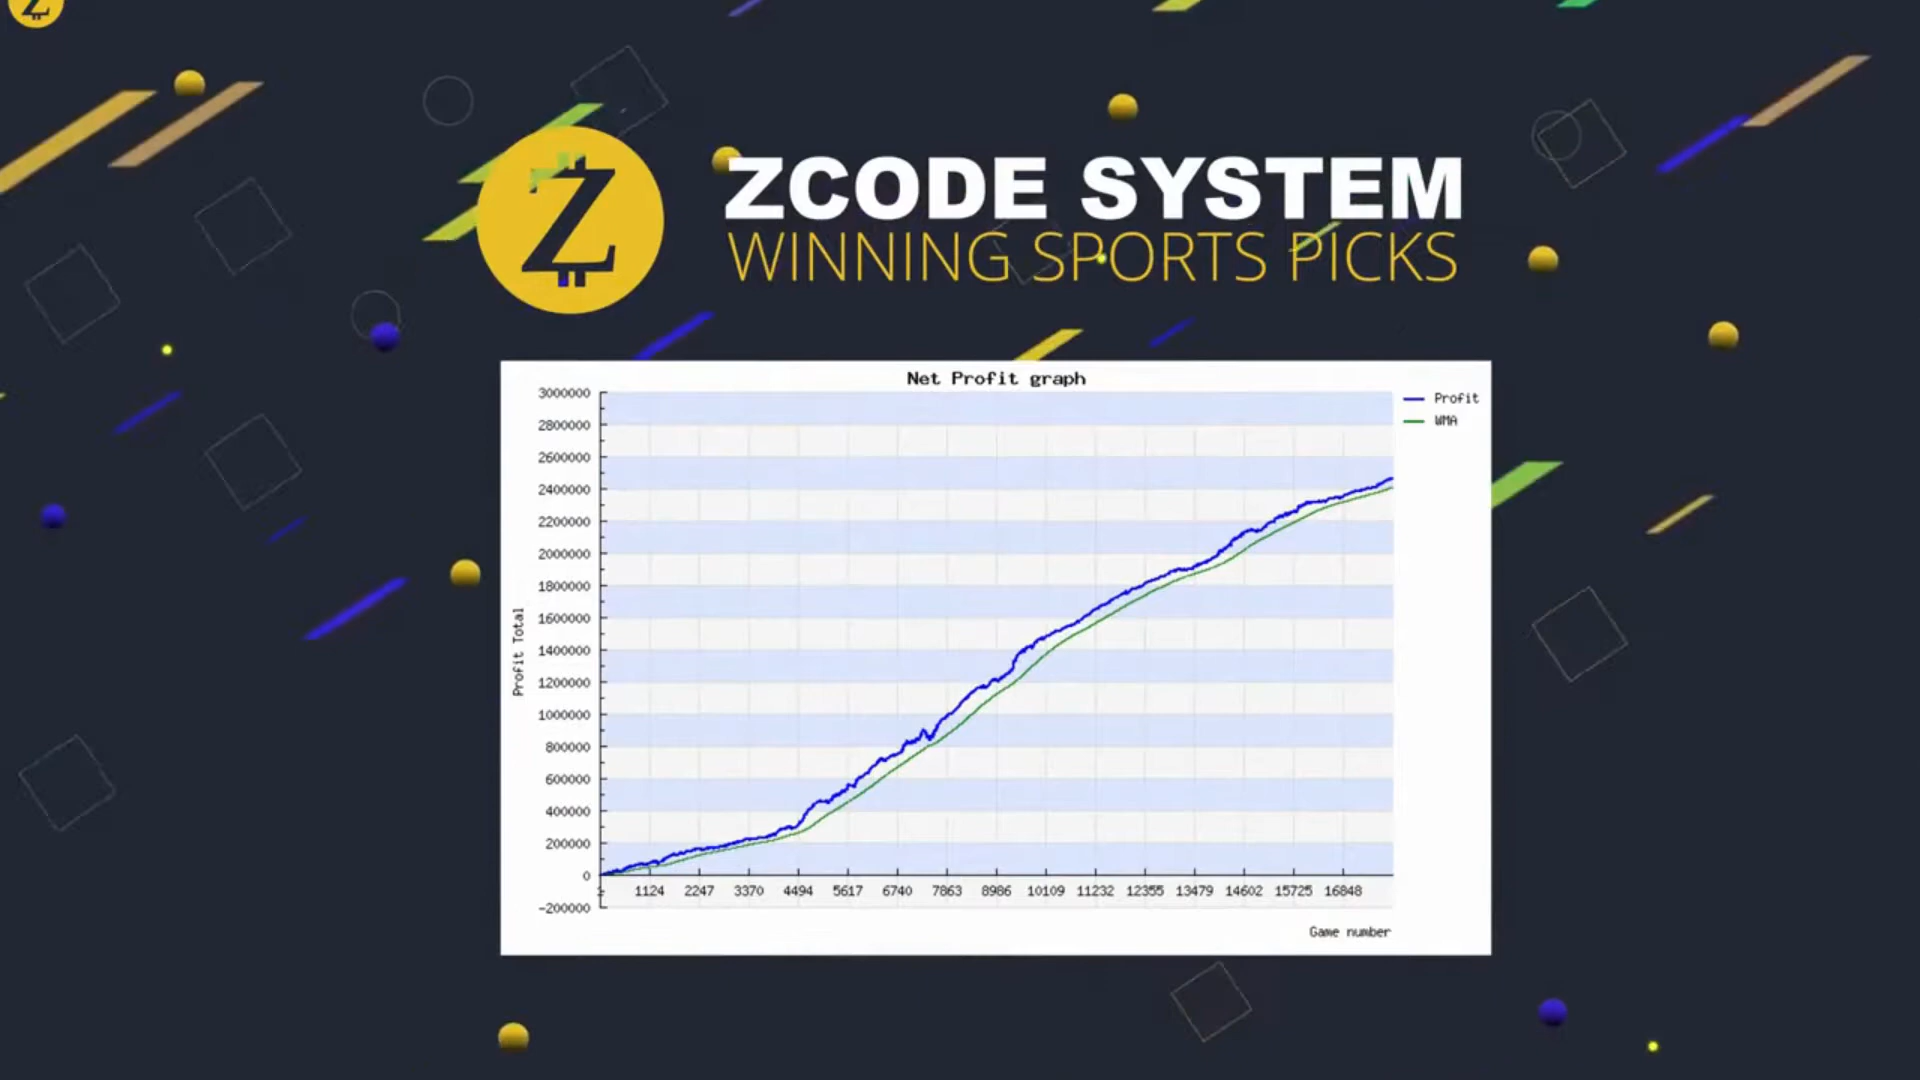 Z
Z
ZCODE SYSTEM
WINNING SPORTS PICKS
Net Profit graph
Profit
WMA
3000000
2800000
2600000
2400000
2200000
2000000
1800000
1600000
1400000
1200000
1000000
800000
600000
400000
200000
0
-200000
Profit Total
1124 2247 3370 4494 5617 6740 7863 8986 10109 11232 12355 13479 14602 15725 16848
Game number